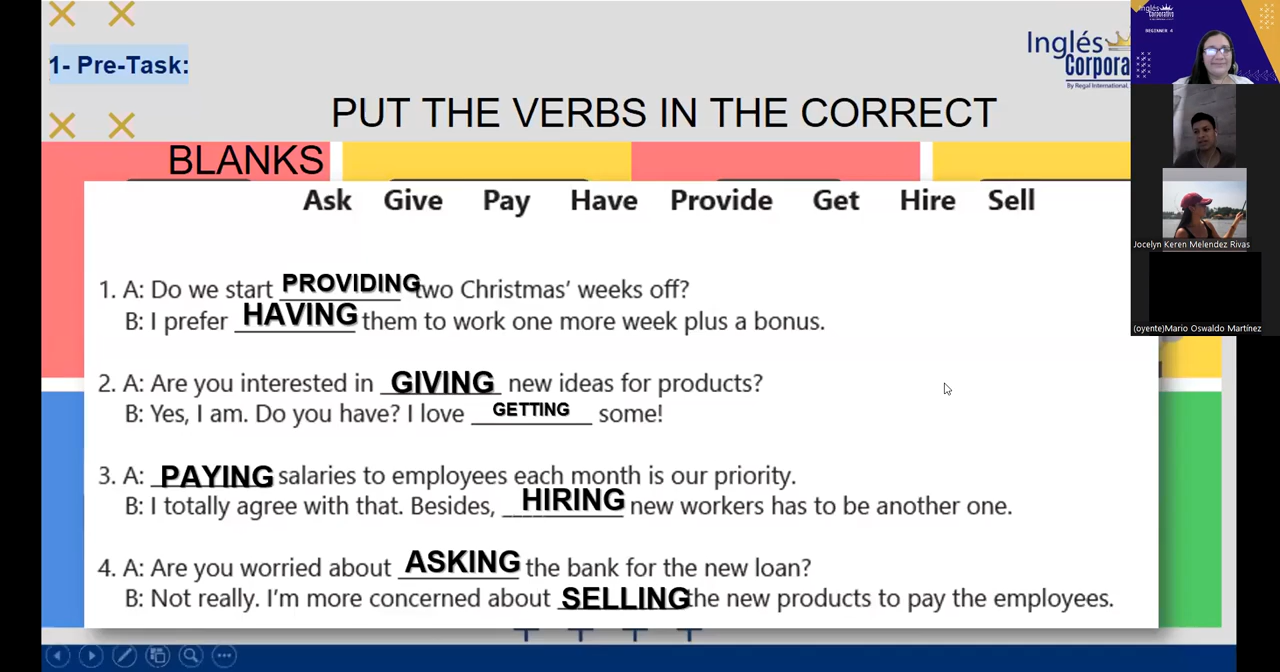 1- Pre-Task:
Inglés
Corpora
By Regal International,
PUT THE VERBS IN THE CORRECT
BLANKS
Ask Give Pay Have Provide Get Hire Sell
1. A: Do we start PROVIDING two Christmas' weeks off?
B: I prefer HAVING them to work one more week plus a bonus.
2. A: Are you interested in GIVING new ideas for products?
B: Yes, I am. Do you have? I love GETTING some!
3. A: PAYING salaries to employees each month is our priority.
B: I totally agree with that. Besides, HIRING new workers has to be another one.
4. A: Are you worried about ASKING the bank for the new loan?
B: Not really. I'm more concerned about SELLING the new products to pay the employees.
Inglés
Corporativo
BEGINNER 4
Jocelyn Keren Melendez Rivas
(oyente)Mario Oswaldo Martínez